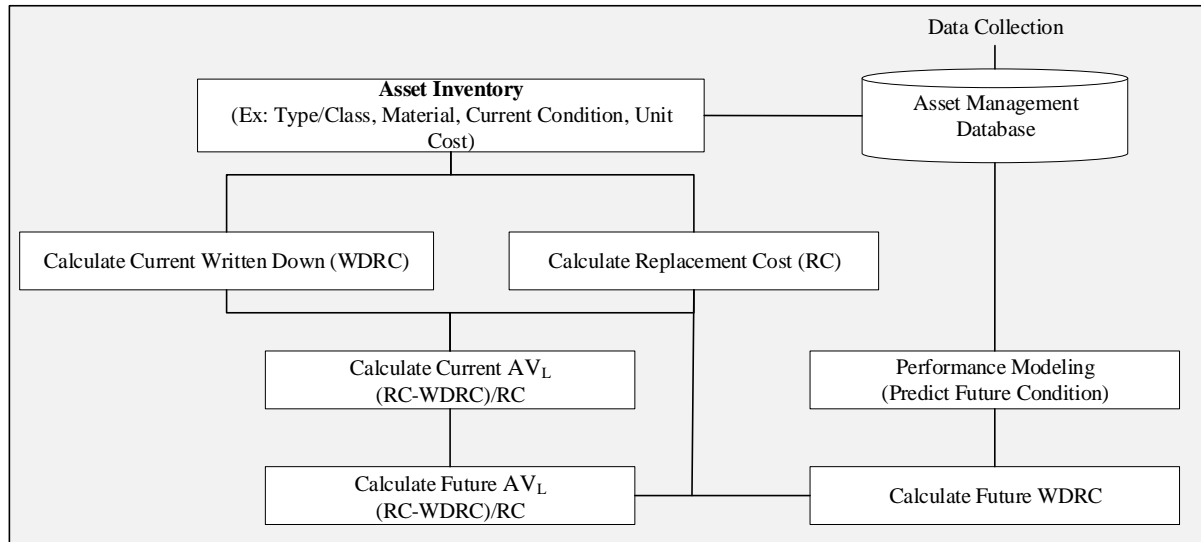 Data Collection
Asset Inventory
(Ex: Type/Class, Material, Current Condition, Unit
Cost)
Asset Management
Database
Calculate Current Written Down (WDRC)
Calculate Replacement Cost (RC)
Calculate Current AVL
(RC-WDRC)/RC
Performance Modeling
(Predict Future Condition)
Calculate Future AVL
(RC-WDRC)/RC
Calculate Future WDRC